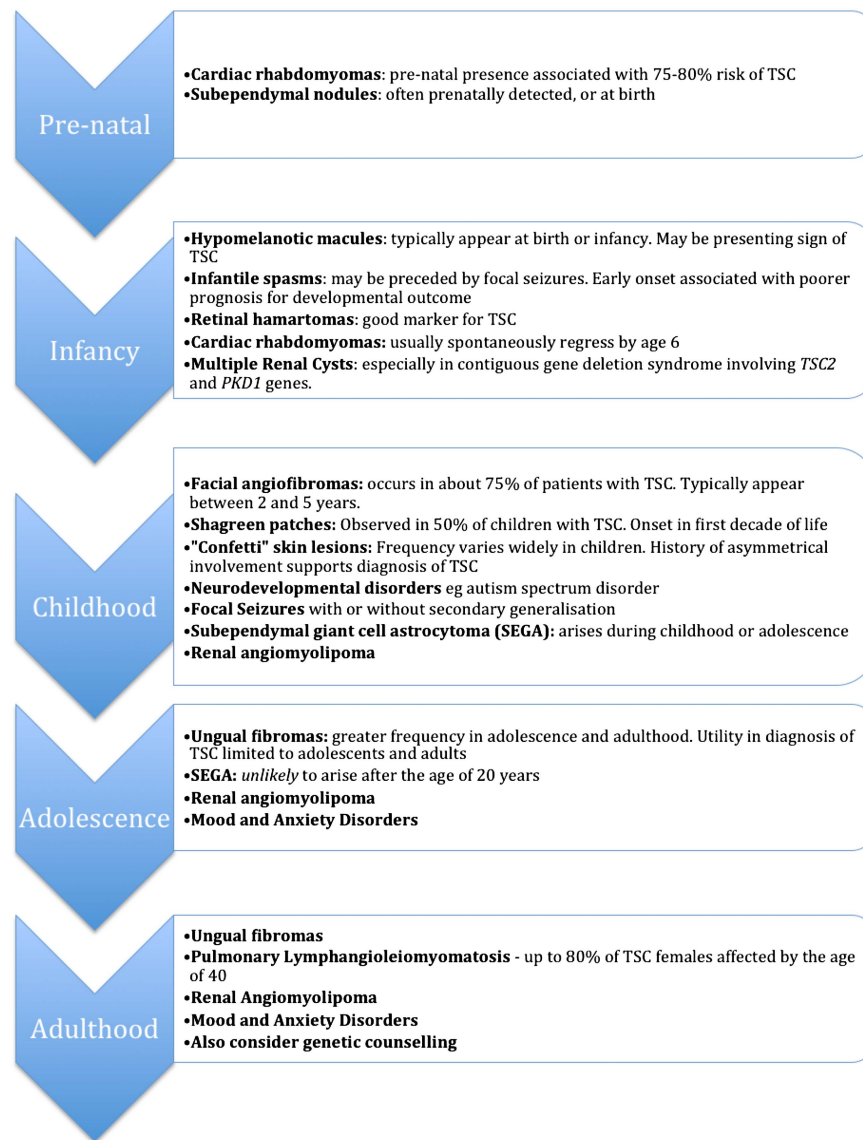 Pre-natal
•Cardiac rhabdomyomas: pre-natal presence associated with 75-80% risk of TSC
•Subependymal nodules: often prenatally detected, or at birth
Infancy
•Hypomelanotic macules: typically appear at birth or infancy. May be presenting sign of
TSC
•Infantile spasms: may be preceded by focal seizures. Early onset associated with poorer
prognosis for developmental outcome
•Retinal hamartomas: good marker for TSC
•Cardiac rhabdomyomas: usually spontaneously regress by age 6
•Multiple Renal Cysts: especially in contiguous gene deletion syndrome involving TSC2
and PKD1 genes.
Childhood
•Facial angiofibromas: occurs in about 75% of patients with TSC. Typically appear
between 2 and 5 years.
•Shagreen patches: Observed in 50% of children with TSC. Onset in first decade of life
•"Confetti" skin lesions: Frequency varies widely in children. History of asymmetrical
involvement supports diagnosis of TSC
•Neurodevelopmental disorders eg autism spectrum disorder
•Focal Seizures with or without secondary generalisation
•Subependymal giant cell astrocytoma (SEGA): arises during childhood or adolescence
•Renal angiomyolipoma
Adolescence
•Ungual fibromas: greater frequency in adolescence and adulthood. Utility in diagnosis of
TSC limited to adolescents and adults
•SEGA: unlikely to arise after the age of 20 years
•Renal angiomyolipoma
•Mood and Anxiety Disorders
Adulthood
•Ungual fibromas
•Pulmonary Lymphangioleiomyomatosis - up to 80% of TSC females affected by the age
of 40
•Renal Angiomyolipoma
•Mood and Anxiety Disorders
•Also consider genetic counselling